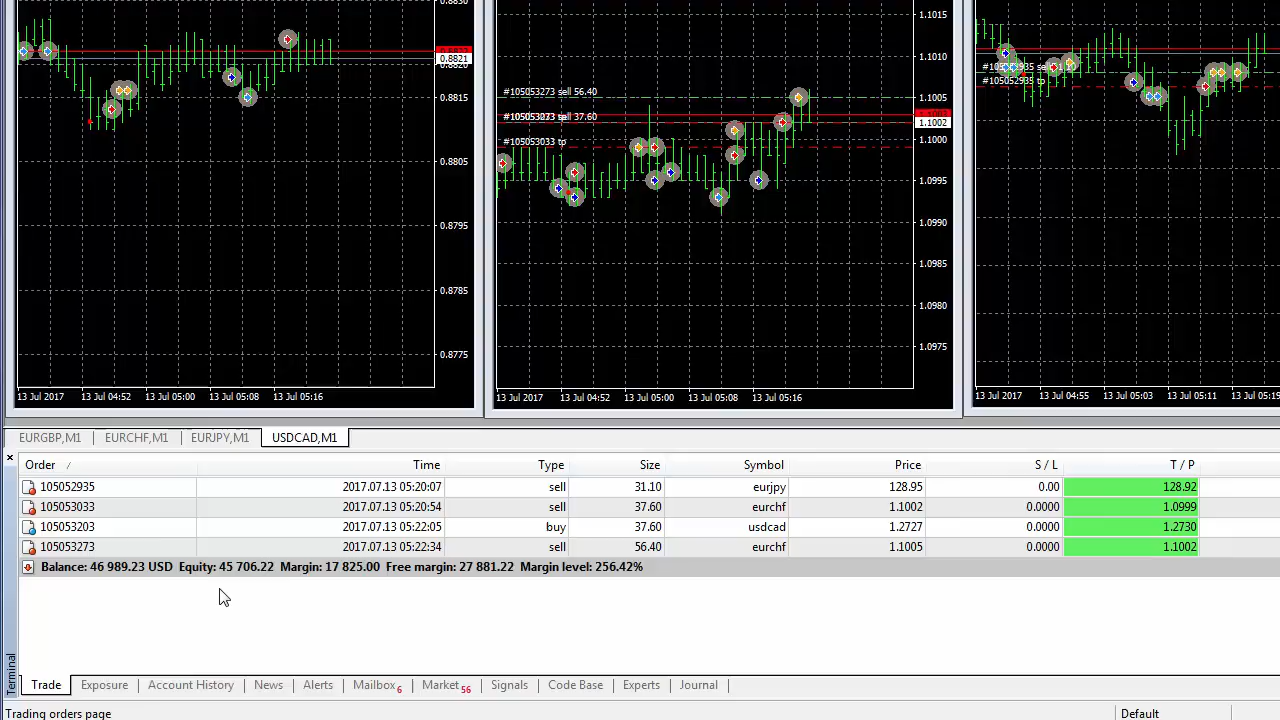 0.8830
0.8821
0.8820
0.8815
0.8805
0.8795
0.8785
0.8775
13 Jul 2017 13 Jul 04:52 13 Jul 05:00 13 Jul 05:08 13 Jul 05:16
1.1015
1.1010
#105053273 sell 56.40
1.1005
1.1002
#105053033 tp
1.1000
1.0995
1.0990
1.0985
1.0980
1.0975
13 Jul 2017 13 Jul 04:52 13 Jul 05:00 13 Jul 05:08 13 Jul 05:16
#105052935 tp
13 Jul 2017 13 Jul 04:55 13 Jul 05:03 13 Jul 05:11 13 Jul 05:19
EURGBP,M1 EURCHF,M1 EURJPY,M1 USDCAD,M1
Order / Time Type Size Symbol Price S / L T / P
105052935 2017.07.13 05:20:07 sell 31.10 eurjpy 128.95 0.00 128.92
105053033 2017.07.13 05:20:54 sell 37.60 eurchf 1.1002 0.0000 1.0999
105053203 2017.07.13 05:22:05 buy 37.60 usdcad 1.2727 0.0000 1.2730
105053273 2017.07.13 05:22:34 sell 56.40 eurchf 1.1005 0.0000 1.1002
Balance: 46 989.23 USD Equity: 45 706.22 Margin: 17 825.00 Free margin: 27 881.22 Margin level: 256.42%
Terminal
Trade Exposure Account History News Alerts Mailbox 6 Market 56 Signals Code Base Experts Journal
Trading orders page Default